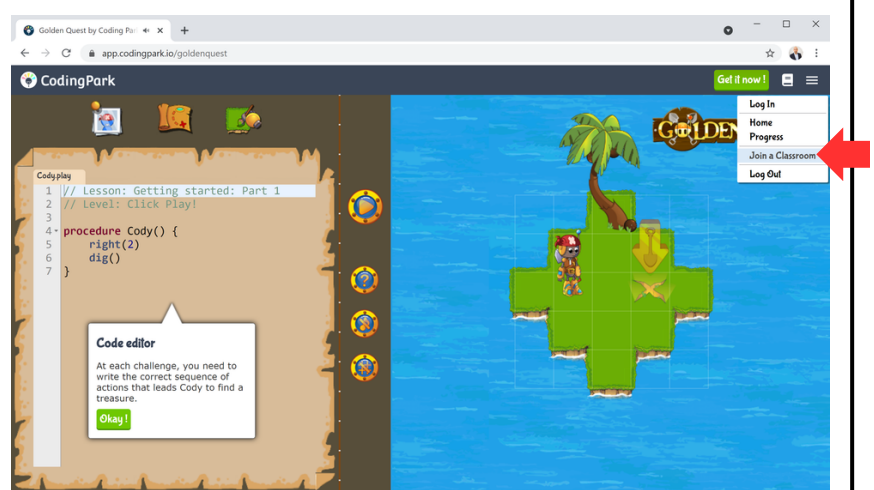 Golden Quest by Coding Par
app.codingpark.io/goldenquest
CodingPark
Get it now !
Log In
Home
Progress
Join a Classroom
Log Out
GOLDEN
Cody.play
1 // Lesson: Getting started: Part 1
2 // Level: Click Play!
3
4 procedure Cody() {
5 right(2)
6 dig()
7 }
Code editor
At each challenge, you need to
write the correct sequence of
actions that leads Cody to find a
treasure.
Okay !